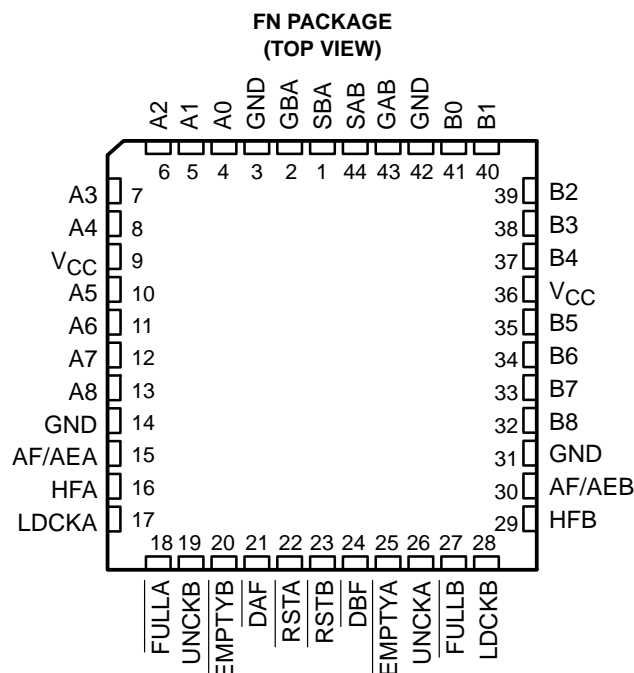 FN PACKAGE
(TOP VIEW)
A2 A1 A0 GND GBA SBA SAB GAB GND B0 B1
6 5 4 3 2 1 44 43 42 41 40
A3 7 39 B2
A4 8 38 B3
VCC 9 37 B4
A5 10 36 VCC
A6 11 35 B5
A7 12 34 B6
A8 13 33 B7
GND 14 32 B8
AF/AEA 15 31 GND
HFA 16 30 AF/AEB
LDCKA 17 29 HFB
18 19 20 21 22 23 24 25 26 27 28
FULLA UNCKB EMPTYB DAF RSTA RSTB DBF EMPTYA UNCKA FULLB LDCKB